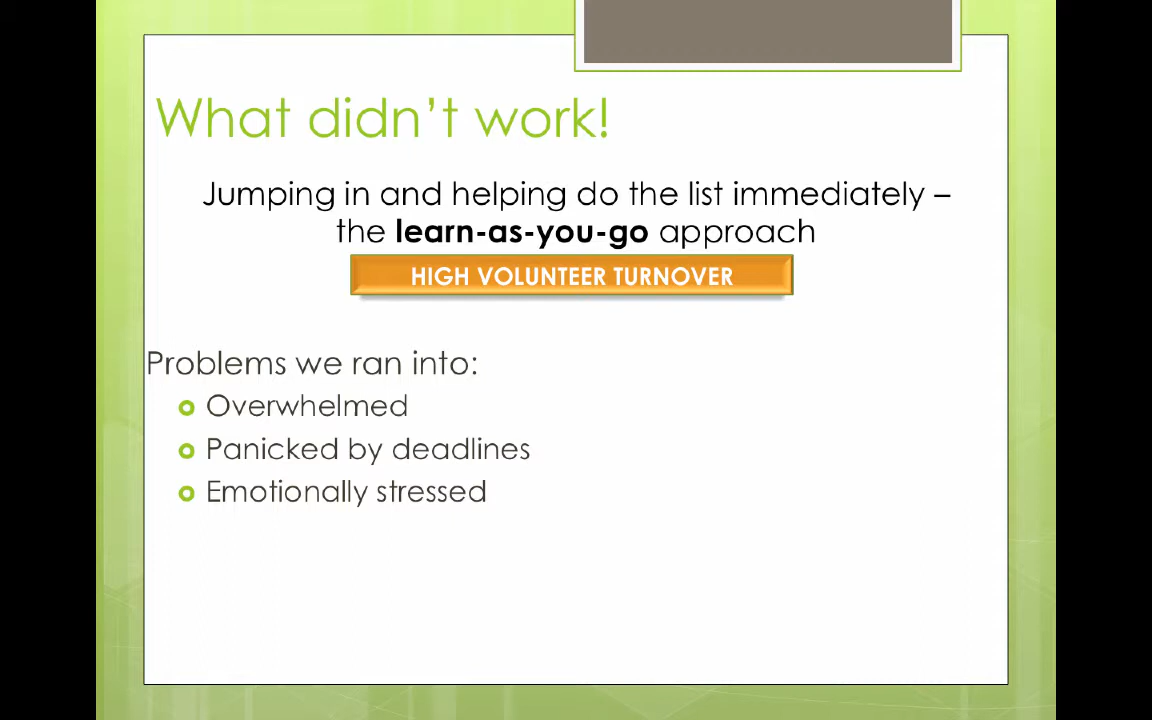 What didn’t work!
Jumping in and helping do the list immediately –
the learn-as-you-go approach
HIGH VOLUNTEER TURNOVER
Problems we ran into:
Overwhelmed
Panicked by deadlines
Emotionally stressed